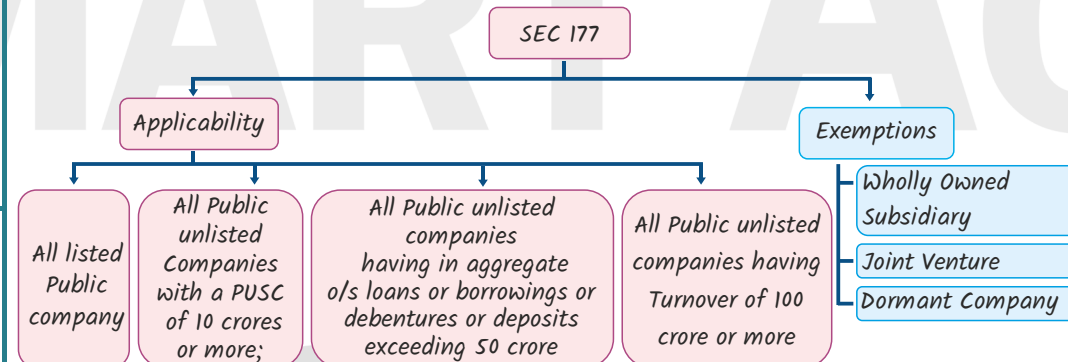 SEC 177
Applicability
Exemptions
All listed
Public
company
All Public
unlisted
Companies
with a PUSC
of 10 crores
or more;
All Public unlisted
companies
having in aggregate
o/s loans or borrowings or
debentures or deposits
exceeding 50 crore
All Public unlisted
companies having
Turnover of 100
crore or more
Wholly Owned
Subsidiary
Joint Venture
Dormant Company